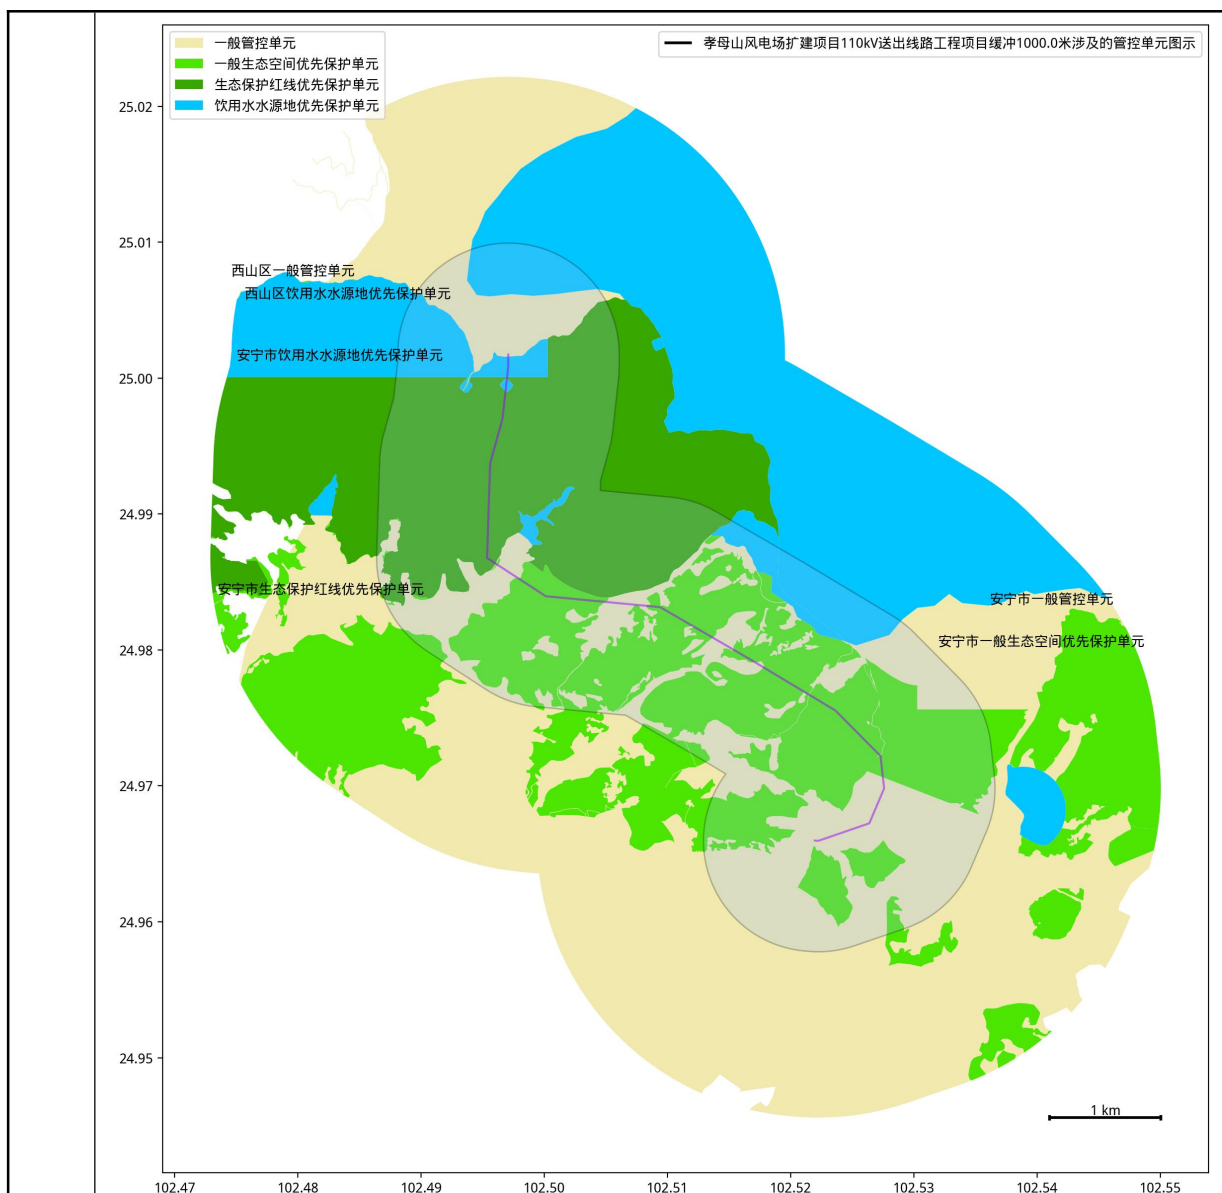 一般管控单元
一般生态空间优先保护单元
生态保护红线优先保护单元
饮用水水源地优先保护单元
孝母山风电场扩建项目110kV送出线路工程项目缓冲1000.0米涉及的管控单元图示
25.02
25.01
西山区一般管控单元
西山区饮用水水源地优先保护单元
安宁市饮用水水源地优先保护单元
25.00
24.99
安宁市生态保护红线优先保护单元
安宁市一般管控单元
安宁市一般生态空间优先保护单元
24.98
24.97
24.96
24.95
1 km
102.47 102.48 102.49 102.50 102.51 102.52 102.53 102.54 102.55